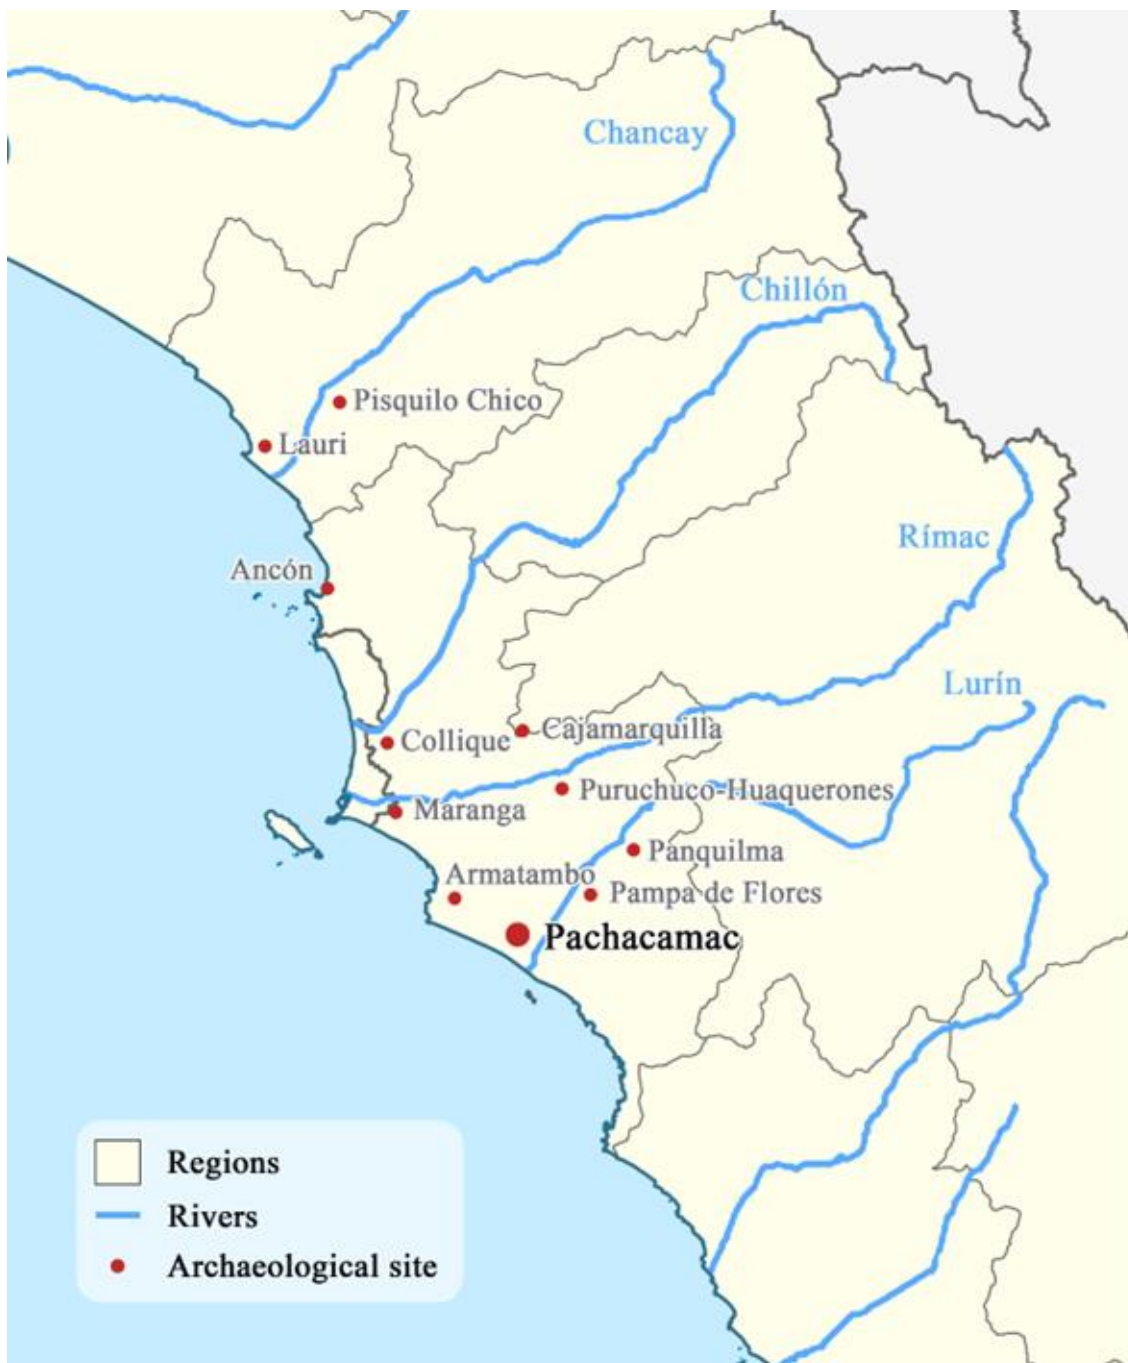 Chancay
Chillón
Pisquilo Chico
Lauri
Rímac
Ancón
Lurín
Cajamarquilla
Collique
Puruchuco-Huaquerones
Maranga
Panquilma
Armatambo
Pampa de Flores
Pachacamac
Regions
Rivers
Archaeological site